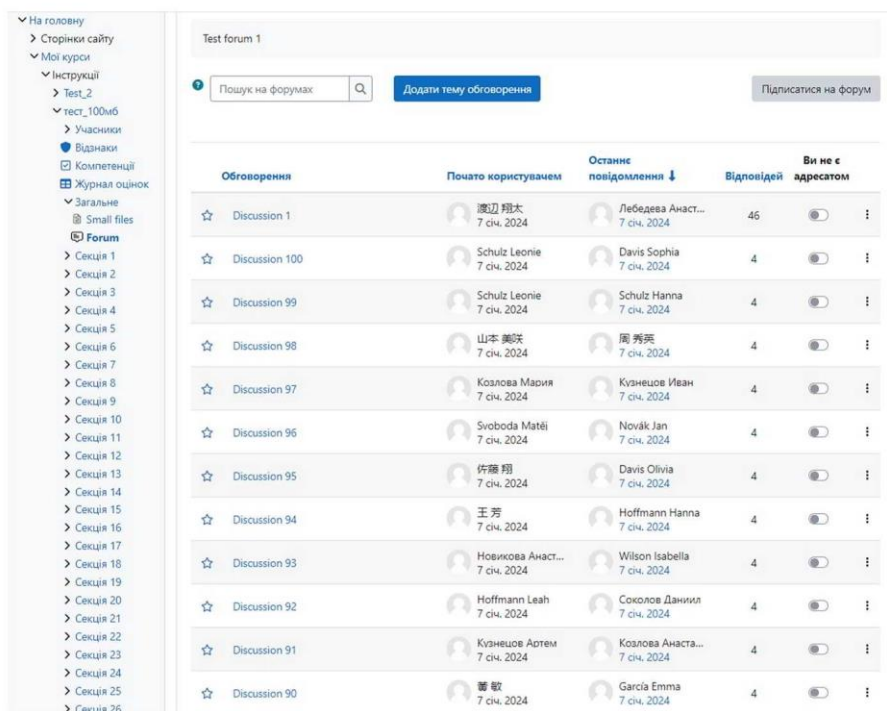 На головну
Сторінки сайту
Мої курси
Інструкції
Test_2
тест_100мб
Учасники
Відзнаки
Компетенції
Журнал оцінок
Загальне
Small files
Forum
Секція 1
Секція 2
Секція 3
Секція 4
Секція 5
Секція 6
Секція 7
Секція 8
Секція 9
Секція 10
Секція 11
Секція 12
Секція 13
Секція 14
Секція 15
Секція 16
Секція 17
Секція 18
Секція 19
Секція 20
Секція 21
Секція 22
Секція 23
Секція 24
Секція 25
Секція 26
Test forum 1
Пошук на форумах
Додати тему обговорення
Підписатися на форум
Обговорення Почато користувачем Останнє повідомлення Відповідей Ви не є адресатом
Discussion 1 渡辺 翔太 Лебедева Анаст... 46
7 січ. 2024 7 січ. 2024
Discussion 100 Schulz Leonie Davis Sophia 4
7 січ. 2024 7 січ. 2024
Discussion 99 Schulz Leonie Schulz Hanna 4
7 січ. 2024 7 січ. 2024
Discussion 98 山本 美咲 周 秀英 4
7 січ. 2024 7 січ. 2024
Discussion 97 Козлова Мария Кузнецов Иван 4
7 січ. 2024 7 січ. 2024
Discussion 96 Svoboda Matěj Novák Jan 4
7 січ. 2024 7 січ. 2024
Discussion 95 佐藤 翔 Davis Olivia 4
7 січ. 2024 7 січ. 2024
Discussion 94 王 芳 Hoffmann Hanna 4
7 січ. 2024 7 січ. 2024
Discussion 93 Новикова Анаст... Wilson Isabella 4
7 січ. 2024 7 січ. 2024
Discussion 92 Hoffmann Leah Соколов Даниил 4
7 січ. 2024 7 січ. 2024
Discussion 91 Кузнецов Артем Козлова Анаста... 4
7 січ. 2024 7 січ. 2024
Discussion 90 敏 García Emma 4
7 січ. 2024 7 січ. 2024